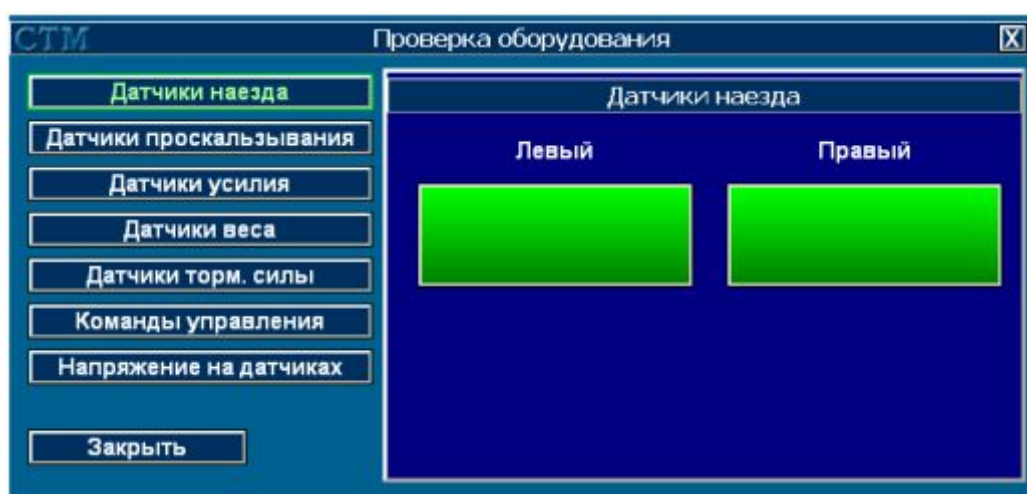 СТМ
Проверка оборудования
X
Датчики наезда
Датчики проскальзывания
Датчики усилия
Датчики веса
Датчики торм. силы
Команды управления
Напряжение на датчиках
Закрыть
Датчики наезда
Левый
Правый